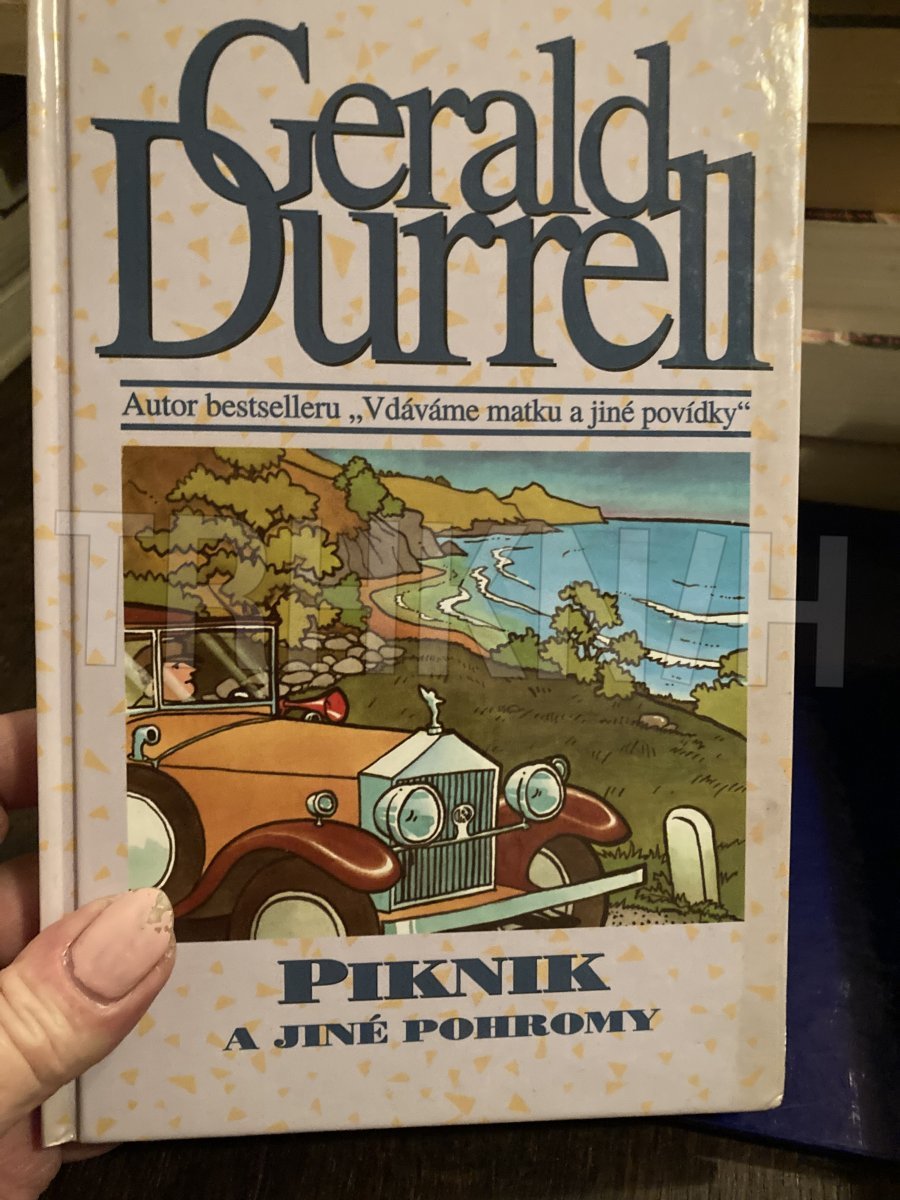 Gerald
Durrell
Autor bestselleru „Vdáváme matku a jiné povídky“
PIKNIK
A JINÉ POHROMY